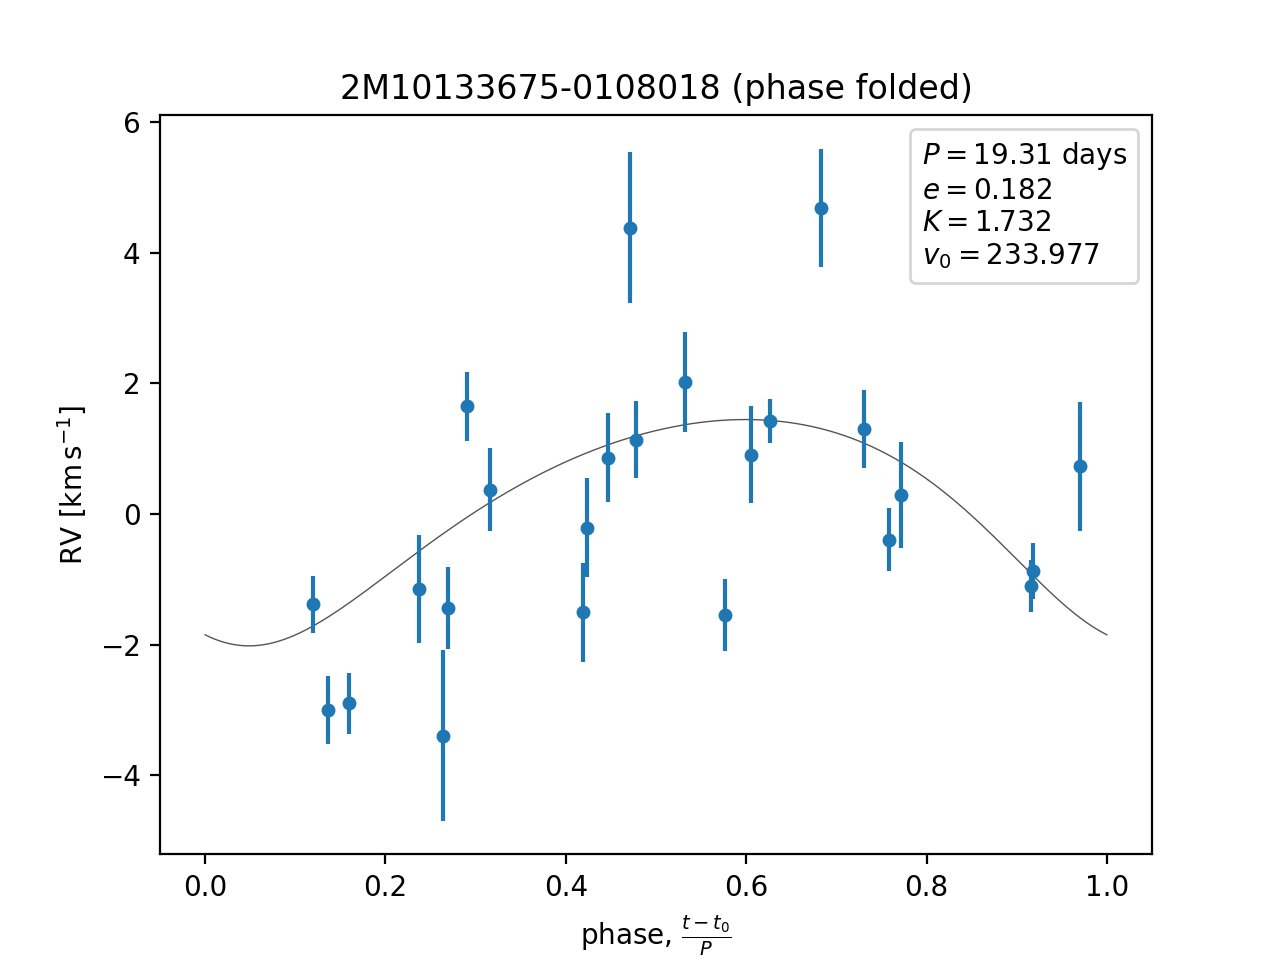 2M10133675-0108018 (phase folded)
P = 19.31 days
e = 0.182
K = 1.732
v₀ = 233.977
6
4
2
0
−2
−4
RV [km s⁻¹]
0.0 0.2 0.4 0.6 0.8 1.0
phase, (t − t₀)/P